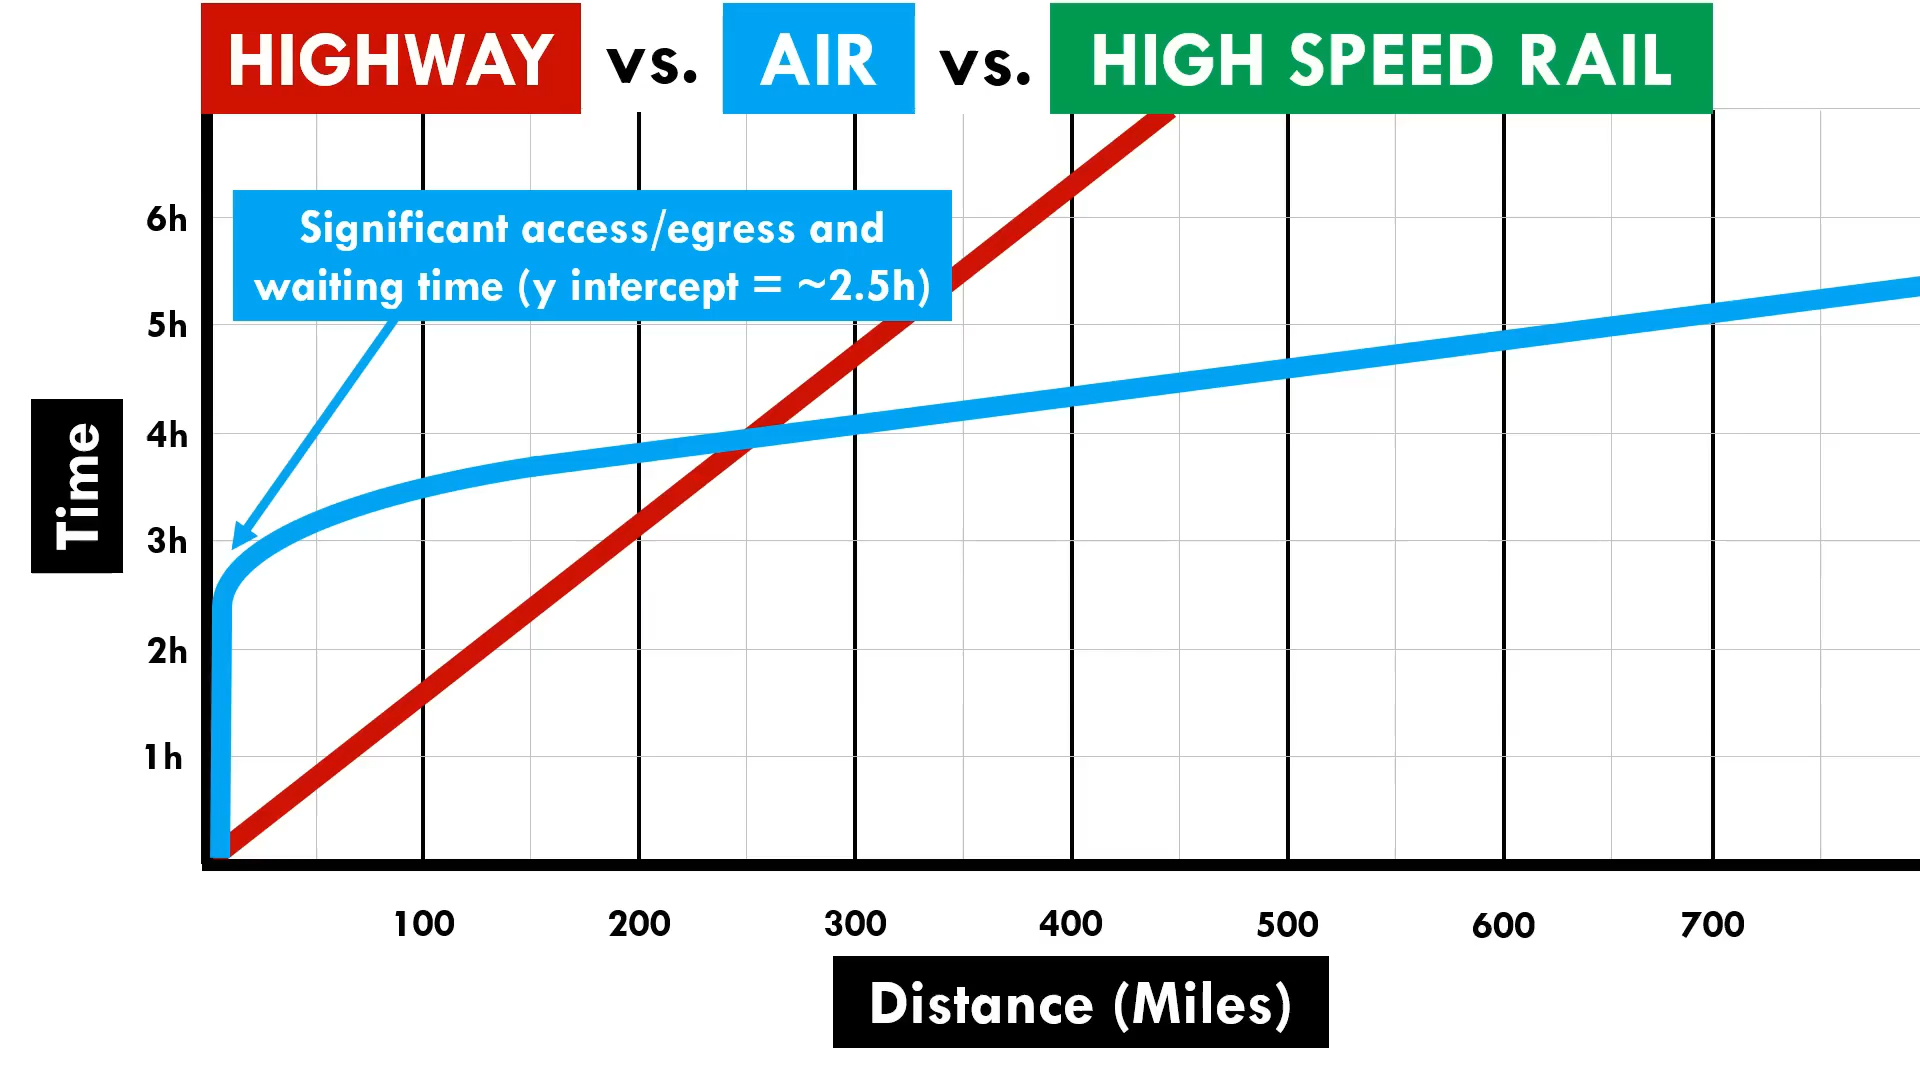 HIGHWAY vs. AIR vs. HIGH SPEED RAIL
Significant access/egress and
waiting time (y intercept = ~2.5h)
6h
5h
4h
3h
2h
1h
Time
100 200 300 400 500 600 700
Distance (Miles)